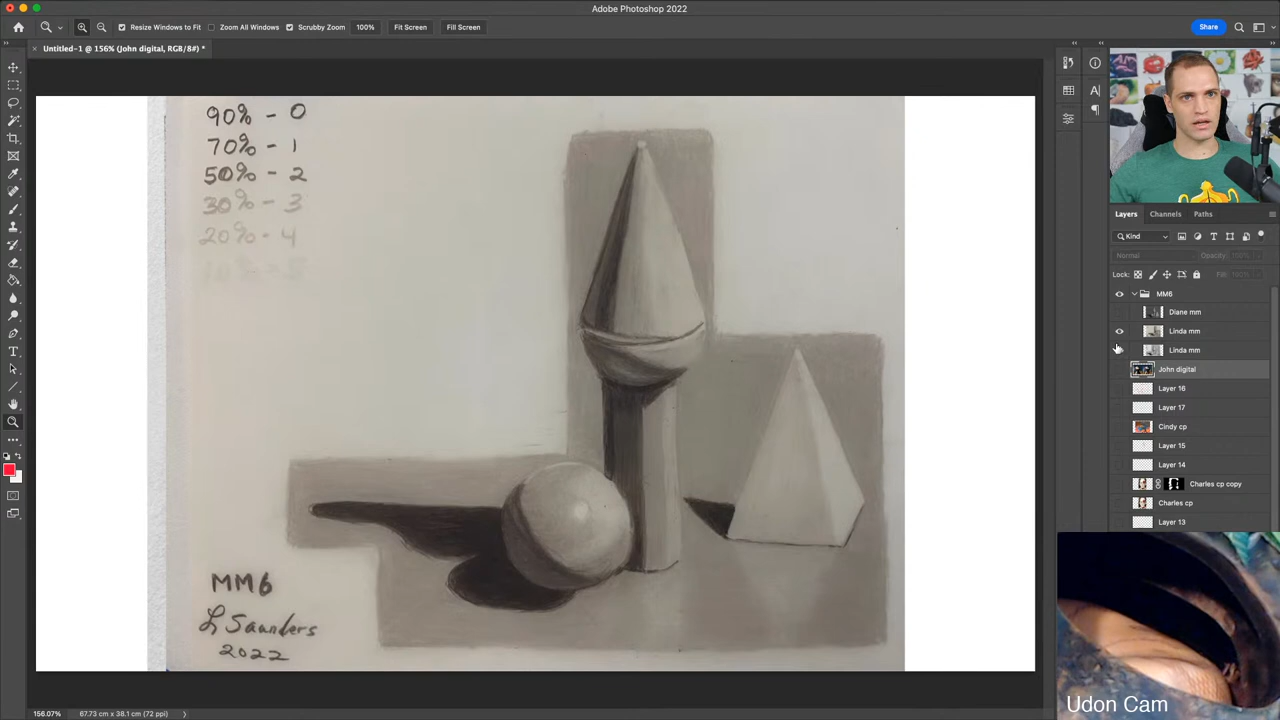 Adobe Photoshop 2022
Resize Windows to Fit
Zoom All Windows
Scrubby Zoom
100%
Fit Screen
Fill Screen
Share
Untitled-1 @ 156% (John digital, RGB/8#) *
90% - 0
70% - 1
50% - 2
30% - 3
20% - 4
MM6
L Saunders
2022
Layers
Channels
Paths
Kind
Normal
Opacity: 100%
Lock:
Fill: 100%
MM6
Diane mm
Linda mm
Linda mm
John digital
Layer 16
Layer 17
Cindy cp
Layer 15
Layer 14
Charles cp copy
Charles cp
Layer 13
Udon Cam
156.07%
67.73 cm x 38.1 cm (72 ppi)